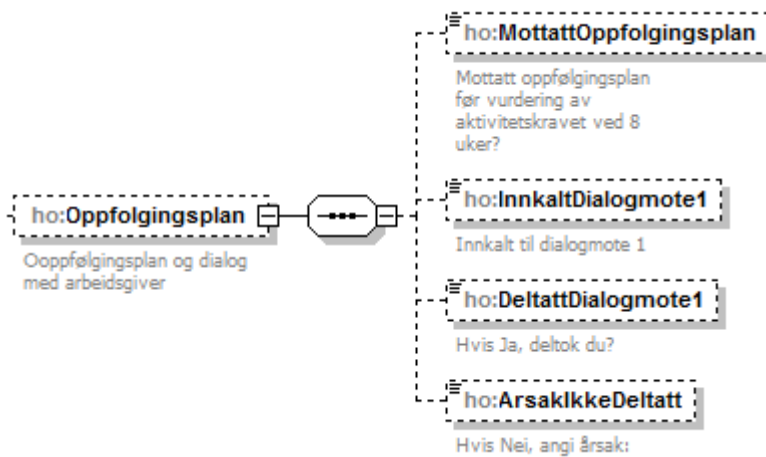 ho:MottattOppfolgingsplan
Mottatt oppfølgingsplan
før vurdering av
aktivitetskravet ved 8
uker?
ho:Oppfolgingsplan
Ooppfølgingsplan og dialog
med arbeidsgiver
ho:InnkaltDialogmote1
Innkalt til dialogmote 1
ho:DeltattDialogmote1
Hvis Ja, deltok du?
ho:ArsakIkkeDeltatt
Hvis Nei, angi årsak: